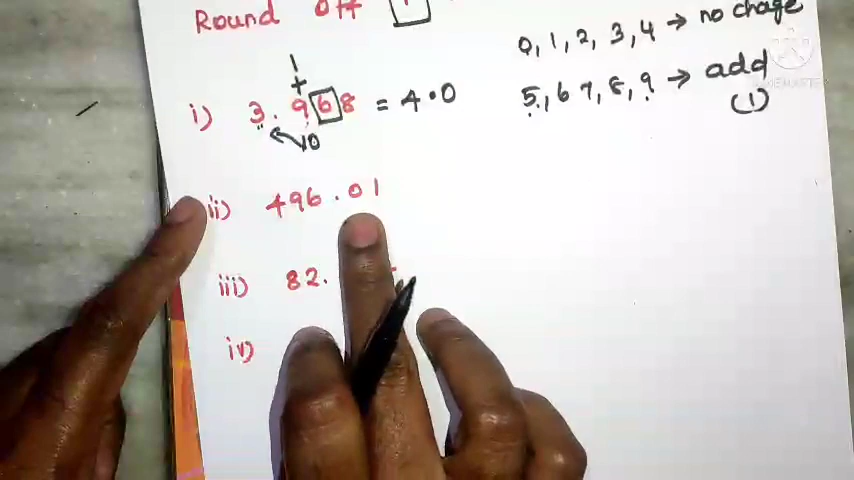 Round Off 1
0, 1, 2, 3, 4 → no chage
5, 6 7, 8, 9 → add
(1)
1
+
i) 3.968 = 4.0
10
ii) 496.01
iii) 82.
iv)